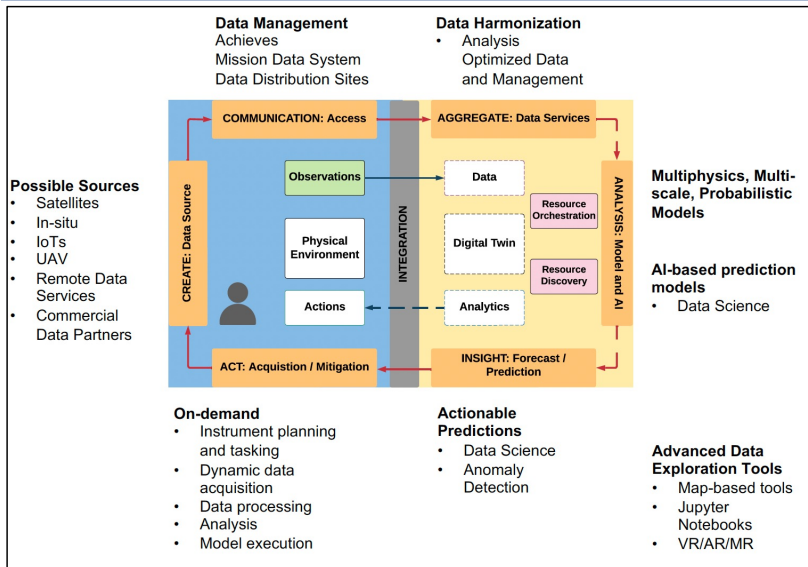 Data Management
Achieves
Mission Data System
Data Distribution Sites
Data Harmonization
• Analysis
Optimized Data
and Management
COMMUNICATION: Access
AGGREGATE: Data Services
Possible Sources
• Satellites
• In-situ
• IoTs
• UAV
• Remote Data
Services
• Commercial
Data Partners
CREATE: Data Source
Observations
Physical
Environment
Actions
INTEGRATION
Data
Digital Twin
Analytics
Resource
Orchestration
Resource
Discovery
ANALYSIS: Model and AI
Multiphysics, Multi-
scale, Probabilistic
Models
AI-based prediction
models
• Data Science
ACT: Acquistion / Mitigation
INSIGHT: Forecast /
Prediction
On-demand
• Instrument planning
and tasking
• Dynamic data
acquisition
• Data processing
• Analysis
• Model execution
Actionable
Predictions
• Data Science
• Anomaly
Detection
Advanced Data
Exploration Tools
• Map-based tools
• Jupyter
Notebooks
• VR/AR/MR